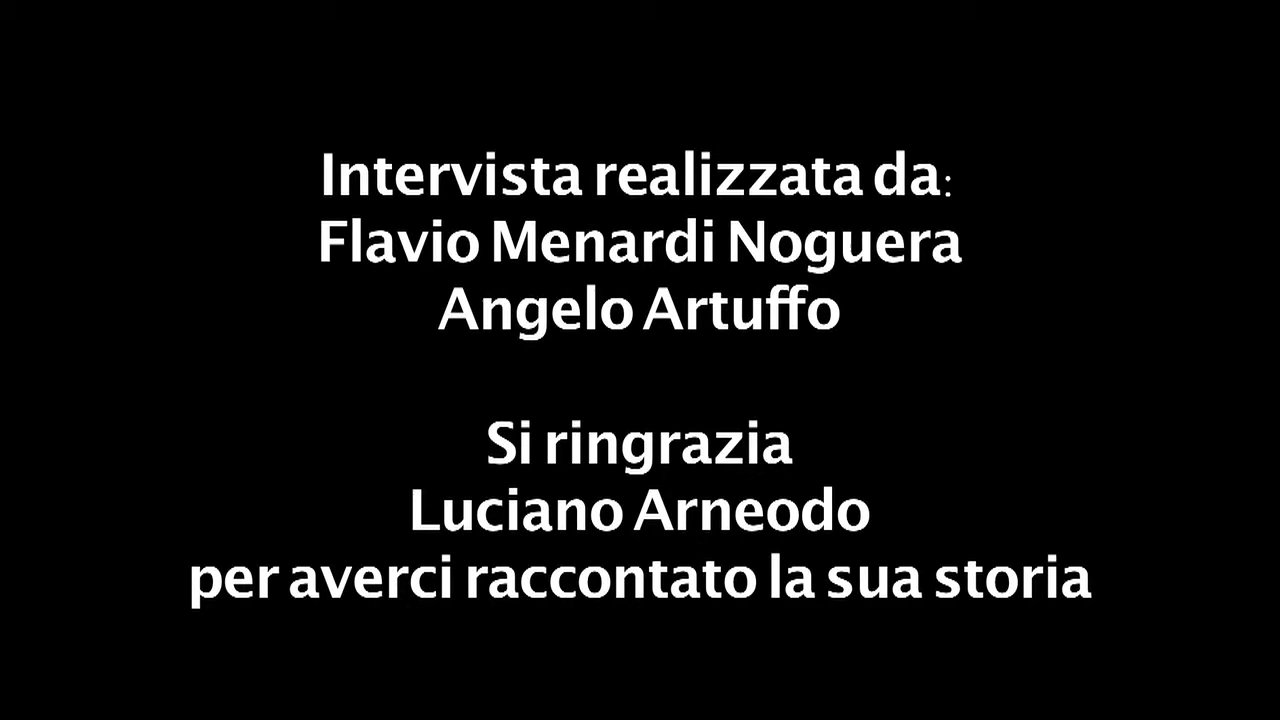 Intervista realizzata da:
Flavio Menardi Noguera
Angelo Artuffo
Si ringrazia
Luciano Arneodo
per averci raccontato la sua storia